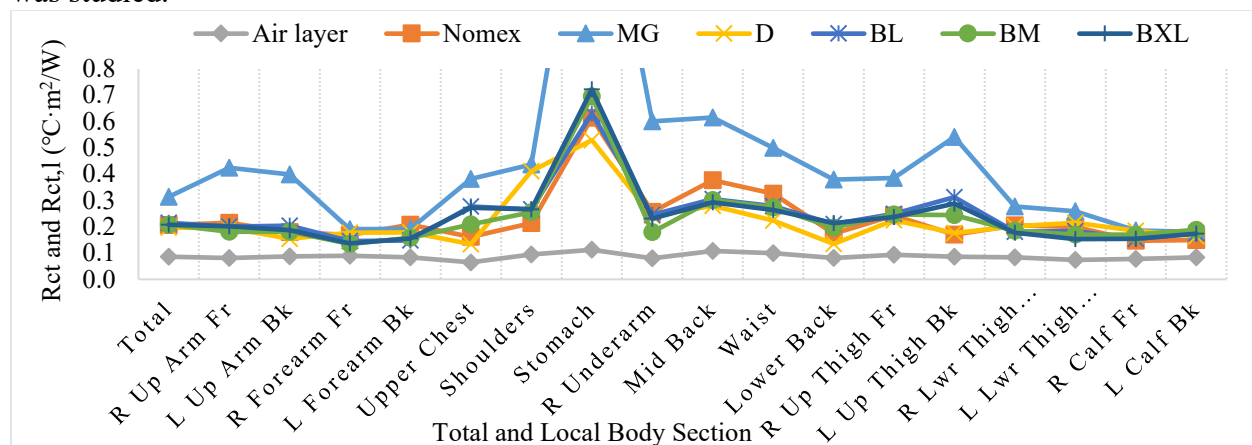 was studied.
Air layer Nomex MG D BL BM BXL
Rct and Rct,l (°C·m²/W)
0.8
0.7
0.6
0.5
0.4
0.3
0.2
0.1
0.0
Total
R Up Arm Fr
L Up Arm Bk
R Forearm Fr
L Forearm Bk
Upper Chest
Shoulders
Stomach
R Underarm
Mid Back
Waist
Lower Back
R Up Thigh Fr
L Up Thigh Bk
R Lwr Thigh…
L Lwr Thigh…
R Calf Fr
L Calf Bk
Total and Local Body Section